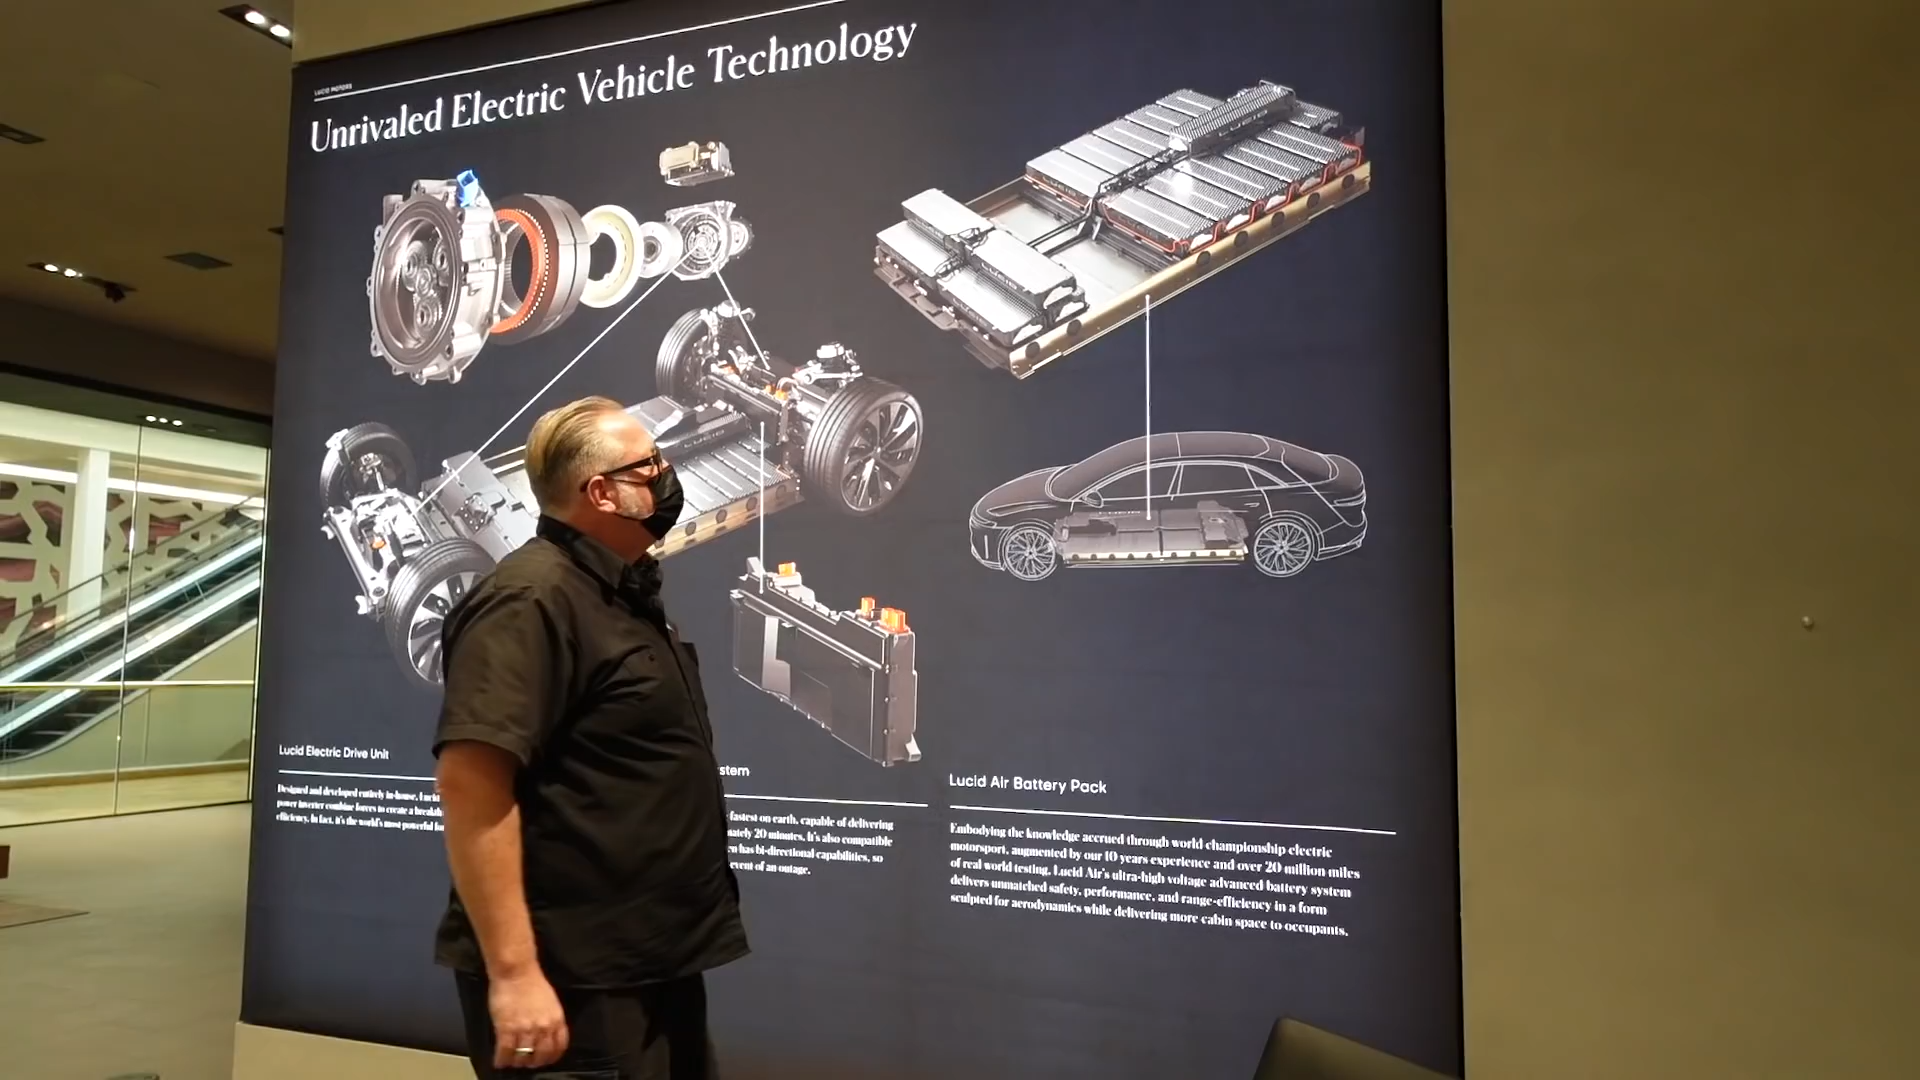 LUCID MOTORS
Unrivaled Electric Vehicle Technology
LUCID
LUCID
LUCID
LUCID
Lucid Electric Drive Unit
Designed and developed entirely in-house, Lucid
power inverter combine forces to create a
efficiency. In fact, it's the world's most powerful
fastest on earth, capable of delivering
20 minutes. It's also compatible
has bi-directional capabilities, so
event of an outage.
Lucid Air Battery Pack
Embodying the knowledge accrued through world championship electric
motorsport, augmented by our 10 years experience and over 20 million miles
of real world testing, Lucid Air's ultra-high voltage advanced battery system
delivers unmatched safety, performance, and range-efficiency in a form
sculpted for aerodynamics while delivering more cabin space to occupants.